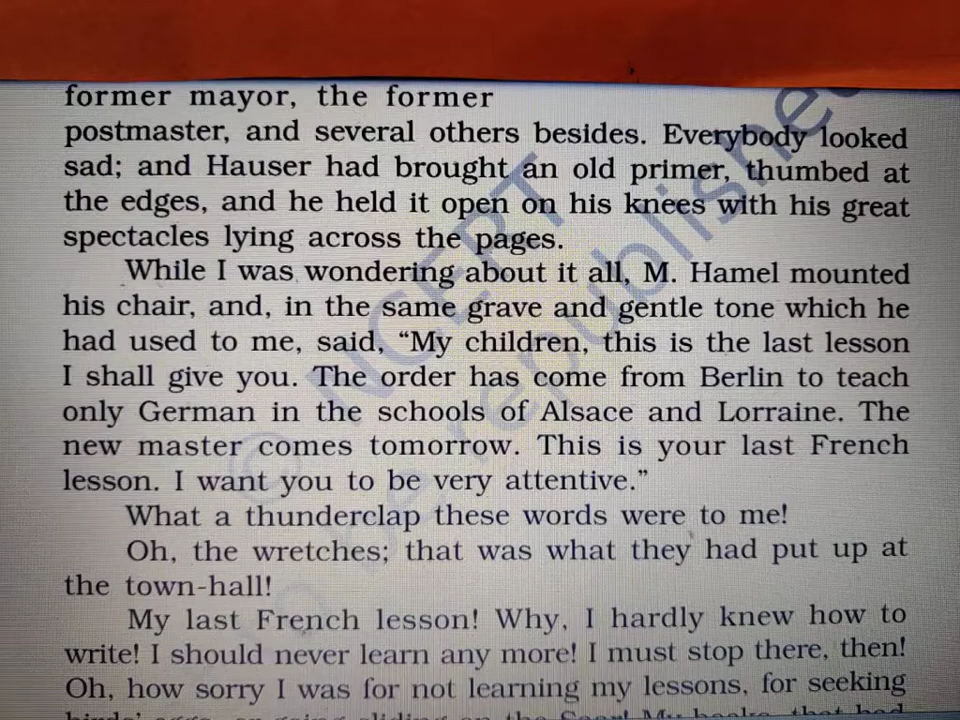 former mayor, the former
postmaster, and several others besides. Everybody looked
sad; and Hauser had brought an old primer, thumbed at
the edges, and he held it open on his knees with his great
spectacles lying across the pages.
While I was wondering about it all, M. Hamel mounted
his chair, and, in the same grave and gentle tone which he
had used to me, said, “My children, this is the last lesson
I shall give you. The order has come from Berlin to teach
only German in the schools of Alsace and Lorraine. The
new master comes tomorrow. This is your last French
lesson. I want you to be very attentive.”
What a thunderclap these words were to me!
Oh, the wretches; that was what they had put up at
the town-hall!
My last French lesson! Why, I hardly knew how to
write! I should never learn any more! I must stop there, then!
Oh, how sorry I was for not learning my lessons, for seeking
© NCERT
be republished